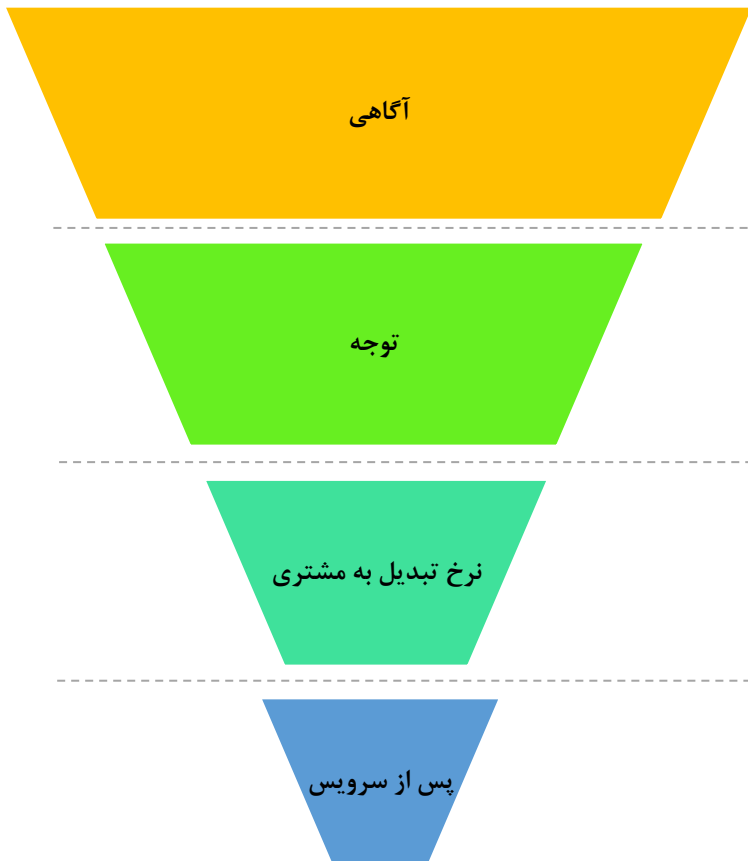 آگاهی
توجه
نرخ تبدیل به مشتری
پس از سرویس